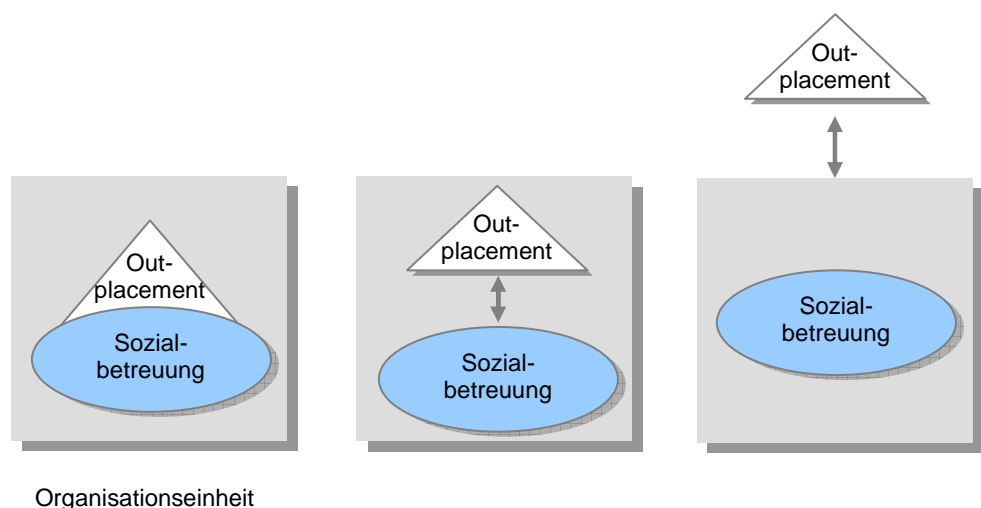 Out-
placement
Sozial-
betreuung
Out-
placement
Sozial-
betreuung
Out-
placement
Sozial-
betreuung
Organisationseinheit